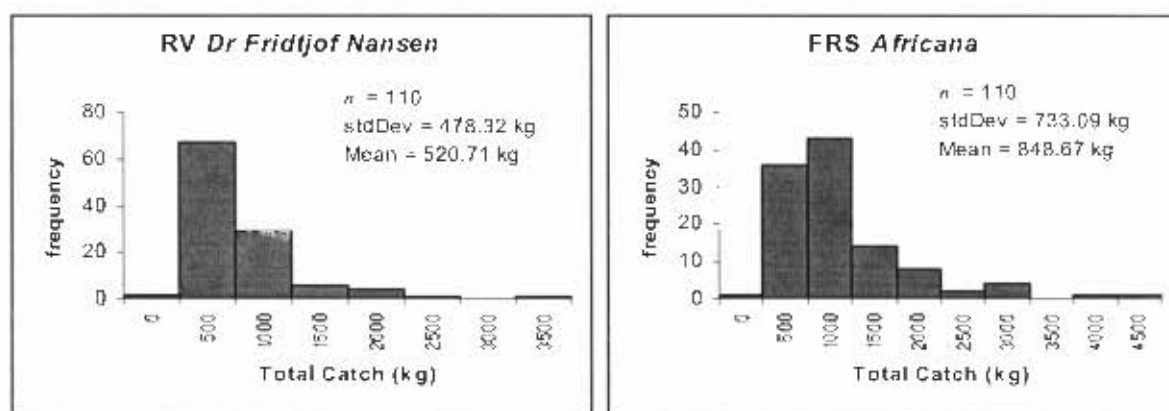 RV Dr Fridtjof Nansen
n = 110
stdDev = 478.32 kg
Mean = 520.71 kg
80
60
40
20
0
frequency
0
500
1000
1500
2000
2500
3000
3500
Total Catch (kg)
FRS Africana
n = 110
stdDev = 733.09 kg
Mean = 848.67 kg
50
40
30
20
10
0
frequency
0
500
1000
1500
2000
2500
3000
3500
4000
4500
Total Catch (kg)